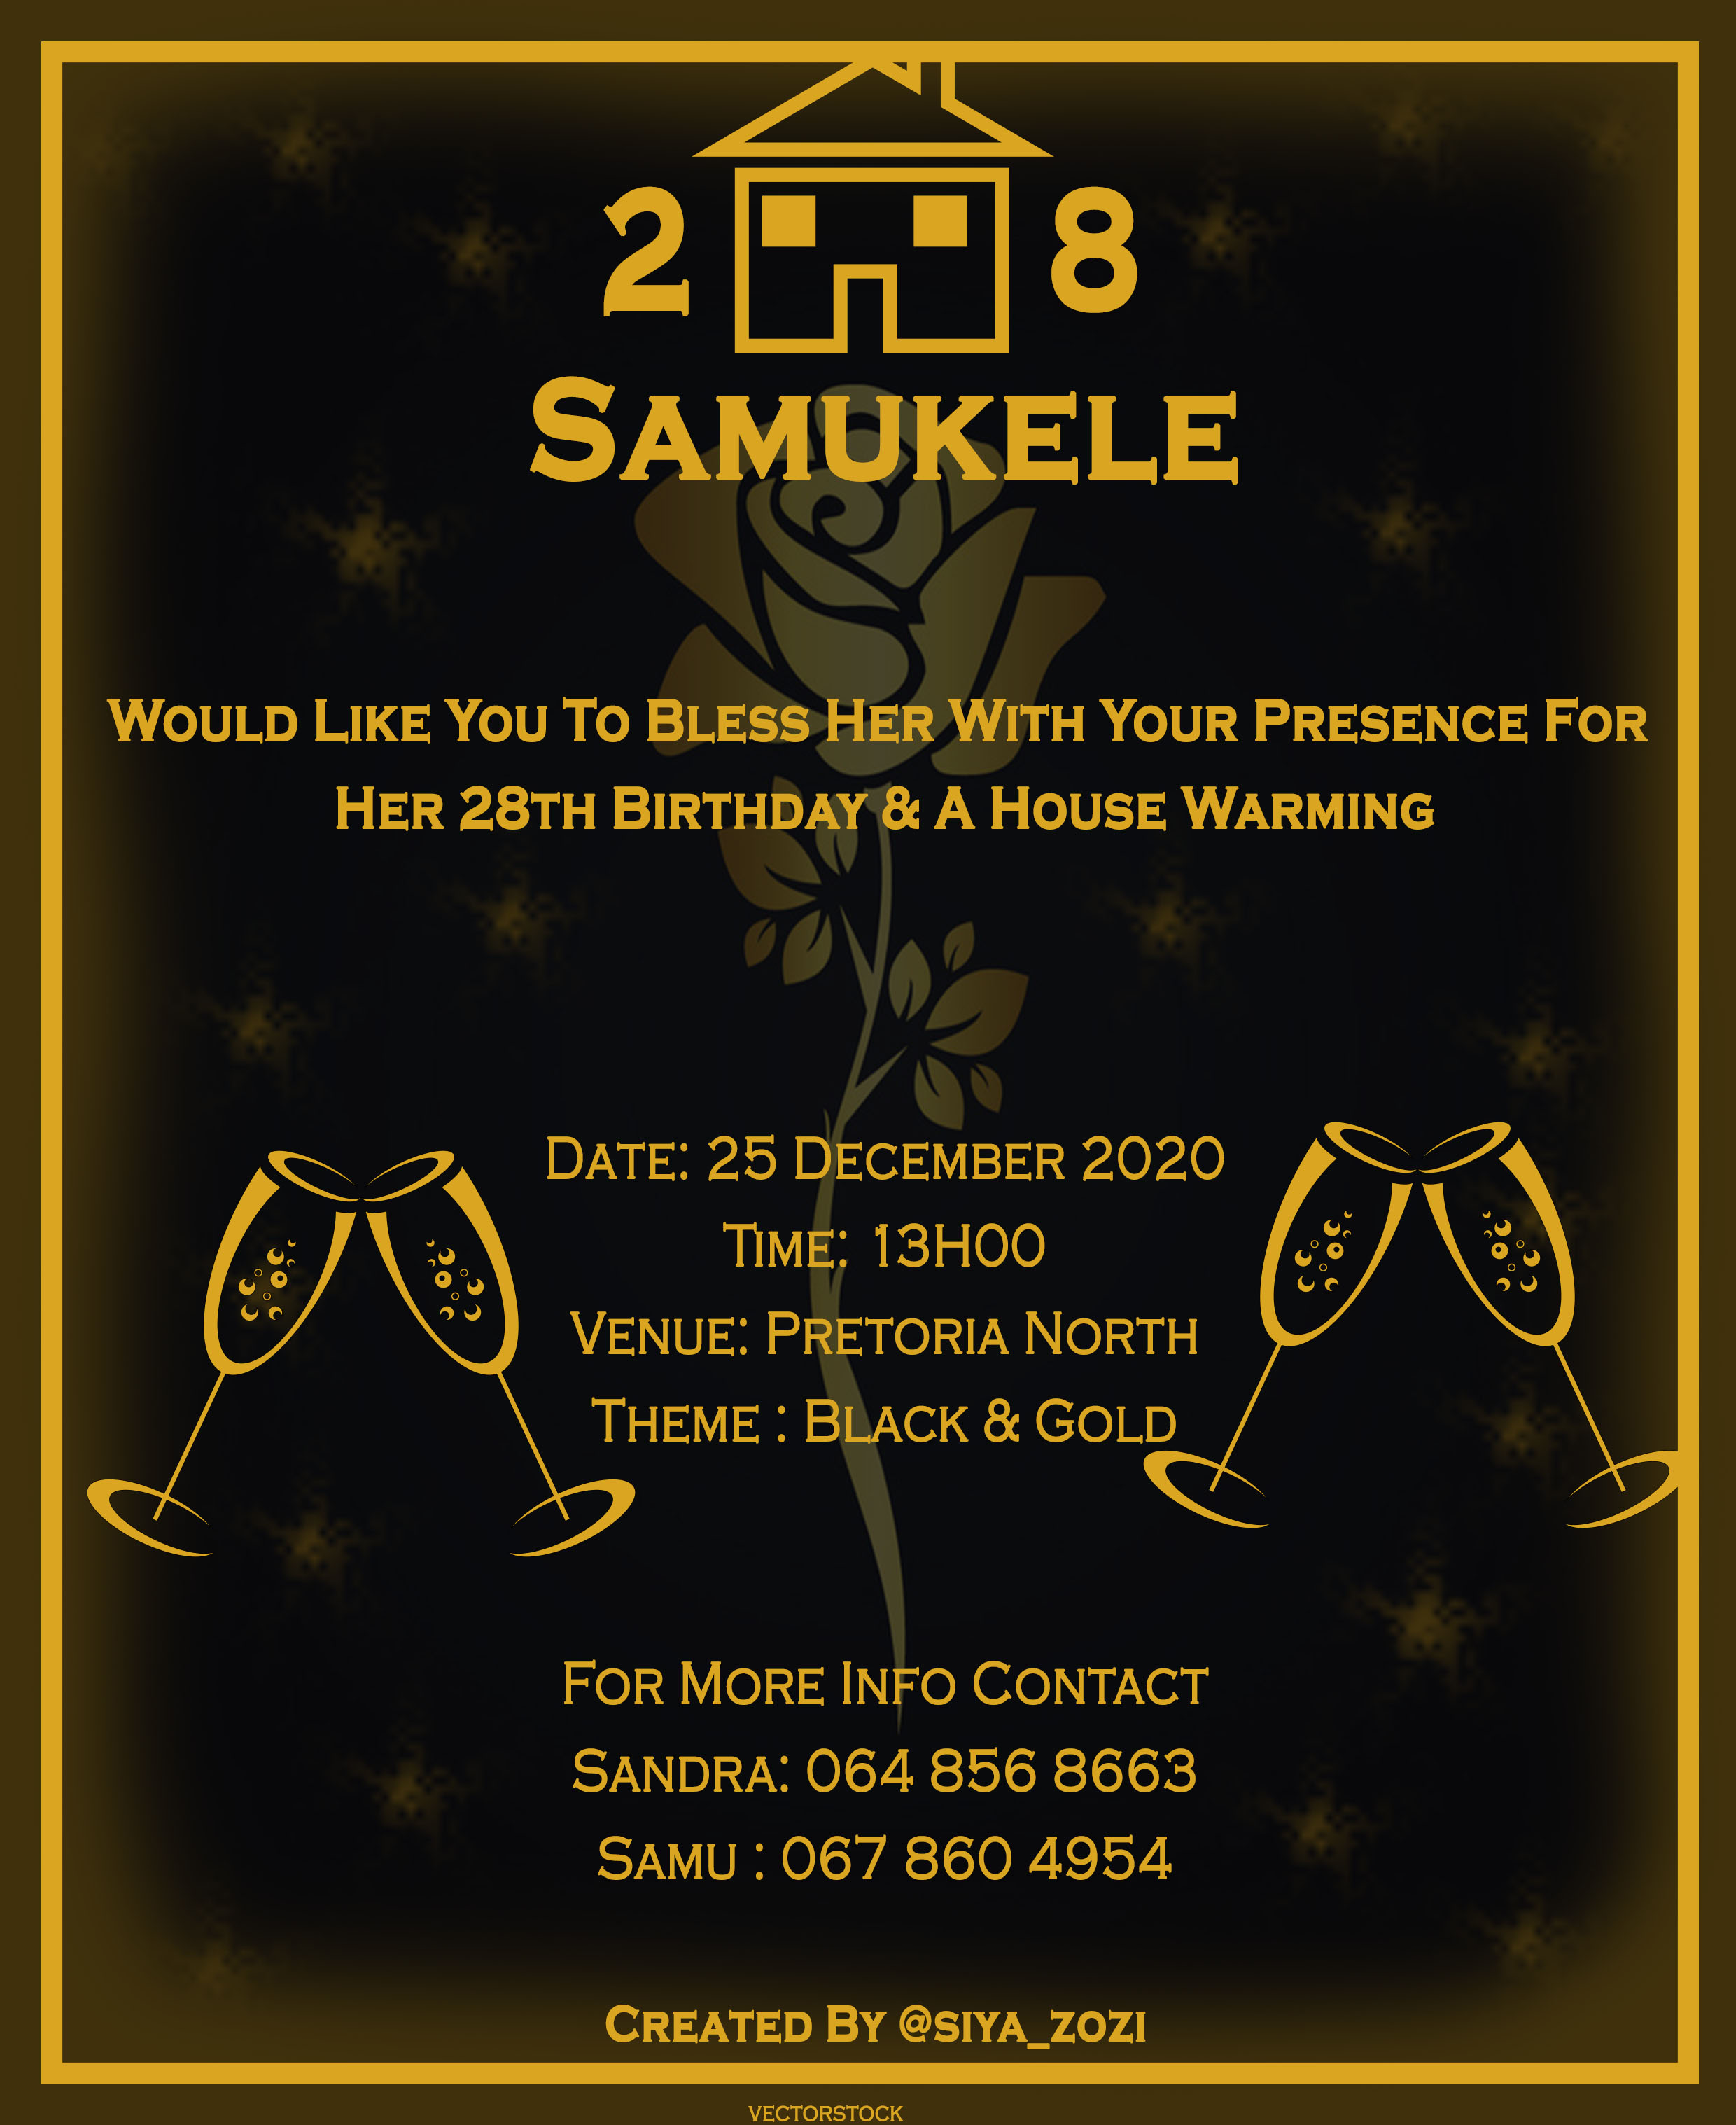 2 8
Samukele
Would Like You To Bless Her With Your Presence For
Her 28th Birthday & A House Warming
Date: 25 December 2020
Time: 13H00
Venue: Pretoria North
Theme : Black & Gold
For More Info Contact
Sandra: 064 856 8663
Samu : 067 860 4954
Created By @siya_zozi
VECTORSTOCK